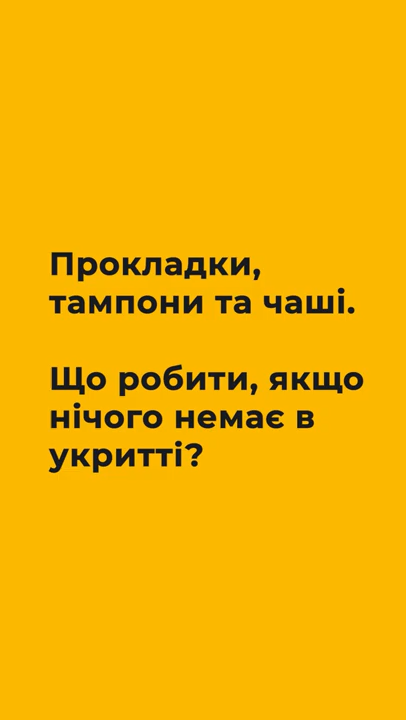 Прокладки,
тампони та чаші.
Що робити, якщо
нічого немає в
укритті?